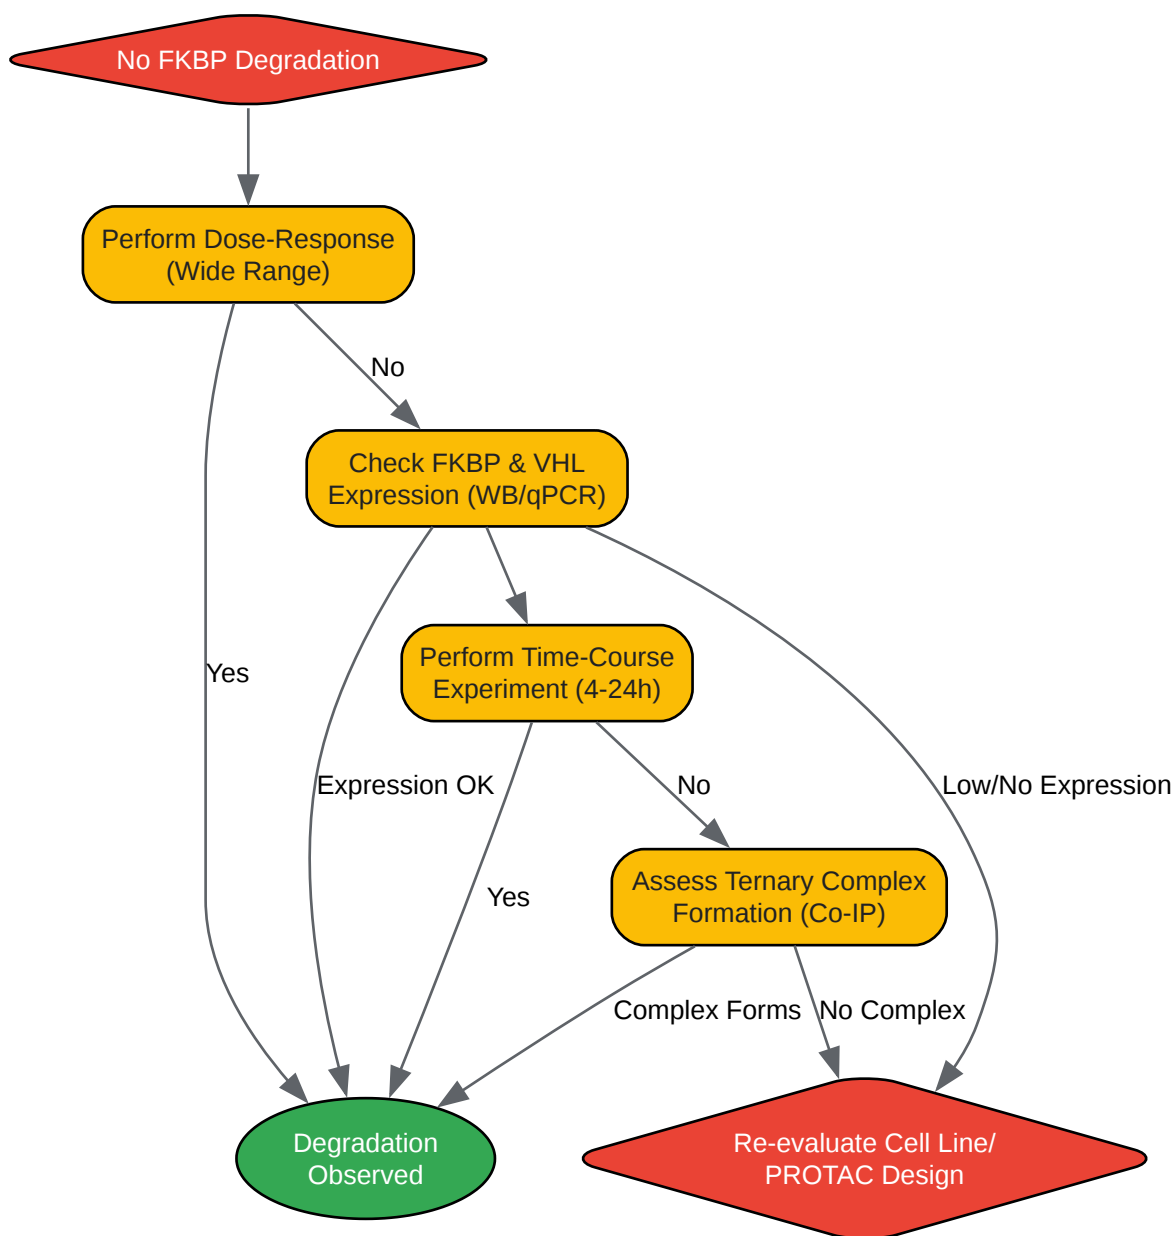 No FKBP Degradation
Perform Dose-Response
(Wide Range)
No
Check FKBP & VHL
Expression (WB/qPCR)
Perform Time-Course
Experiment (4-24h)
Yes
Expression OK
No
Low/No Expression
Yes
Assess Ternary Complex
Formation (Co-IP)
Complex Forms
No Complex
Degradation
Observed
Re-evaluate Cell Line/
PROTAC Design